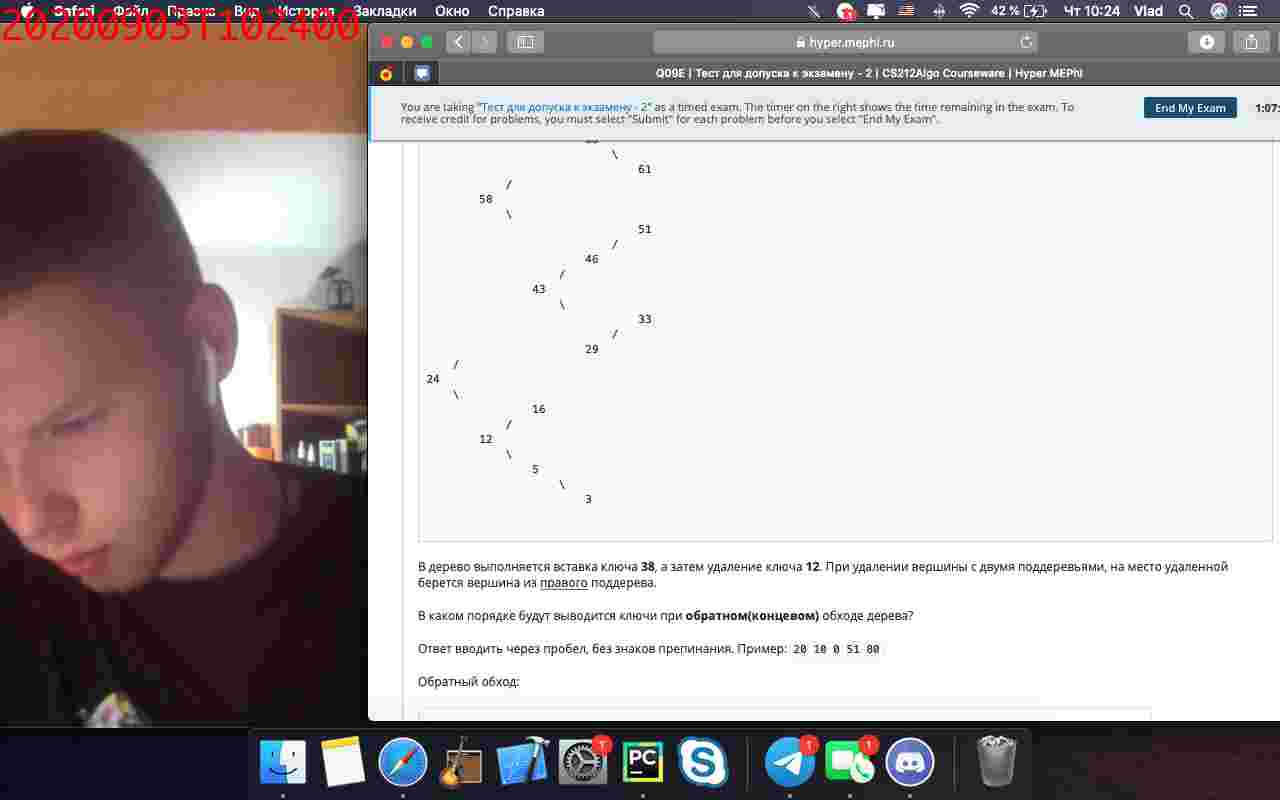 Safari Файл Правка Вид История Закладки Окно Справка 42 % Чт 10:24 Vlad
20200903T102400
hyper.mephi.ru
Q09E | Тест для допуска к экзамену - 2 | CS212Algo Courseware | Hyper.MEPhI
You are taking "Тест для допуска к экзамену - 2" as a timed exam. The timer on the right shows the time remaining in the exam. To
receive credit for problems, you must select "Submit" for each problem before you select "End My Exam".
End My Exam
1:07:
\
61
/
58
\
51
/
46
/
43
\
33
/
29
/
24
\
16
/
12
\
5
\
3
В дерево выполняется вставка ключа 38, а затем удаление ключа 12. При удалении вершины с двумя поддеревьями, на место удаленной
берется вершина из правого поддерева.
В каком порядке будут выводится ключи при обратном(концевом) обходе дерева?
Ответ вводить через пробел, без знаков препинания. Пример: 20 10 0 51 80
Обратный обход:
PC
1
1